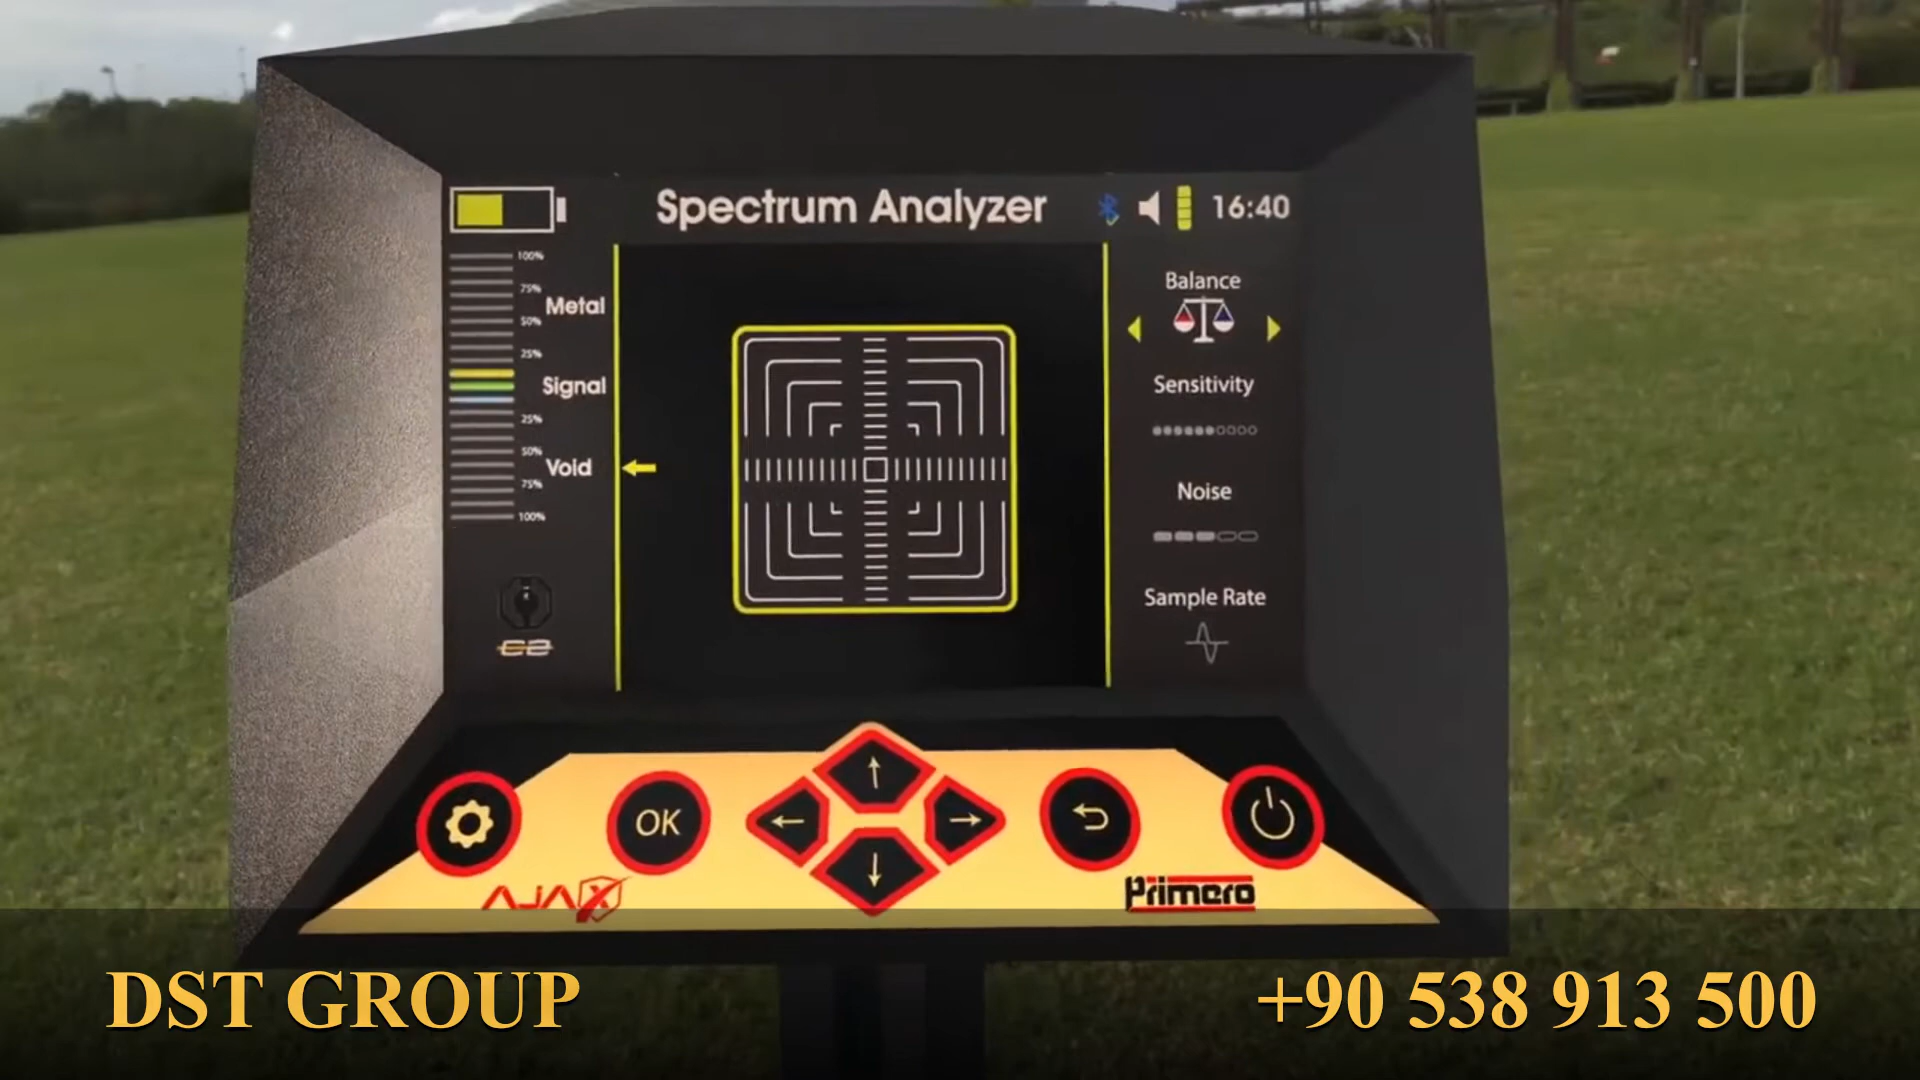 Spectrum Analyzer
16:40
100%
75%
Metal
50%
25%
Signal
25%
50%
Void
75%
100%
C2
Balance
Sensitivity
Noise
Sample Rate
OK
AJAX
Primero
DST GROUP
+90 538 913 500